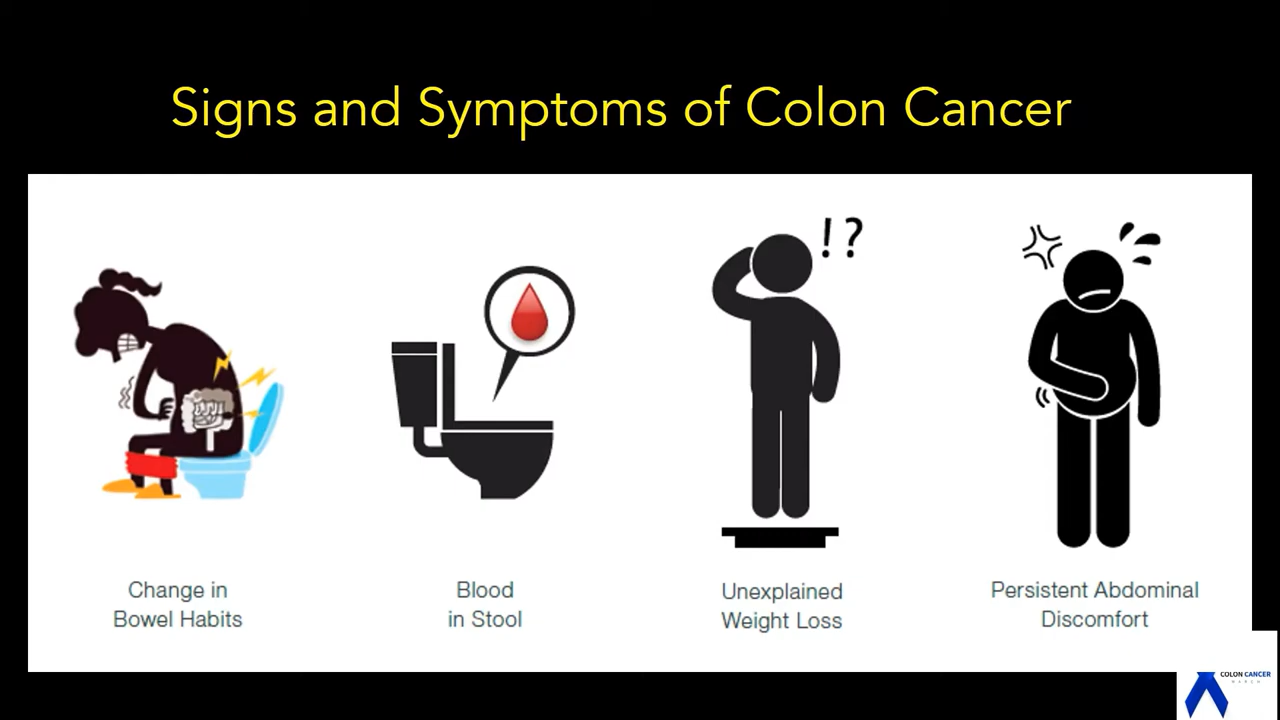 Signs and Symptoms of Colon Cancer
!?
Change in
Bowel Habits
Blood
in Stool
Unexplained
Weight Loss
Persistent Abdominal
Discomfort
COLON CANCER
MARCH